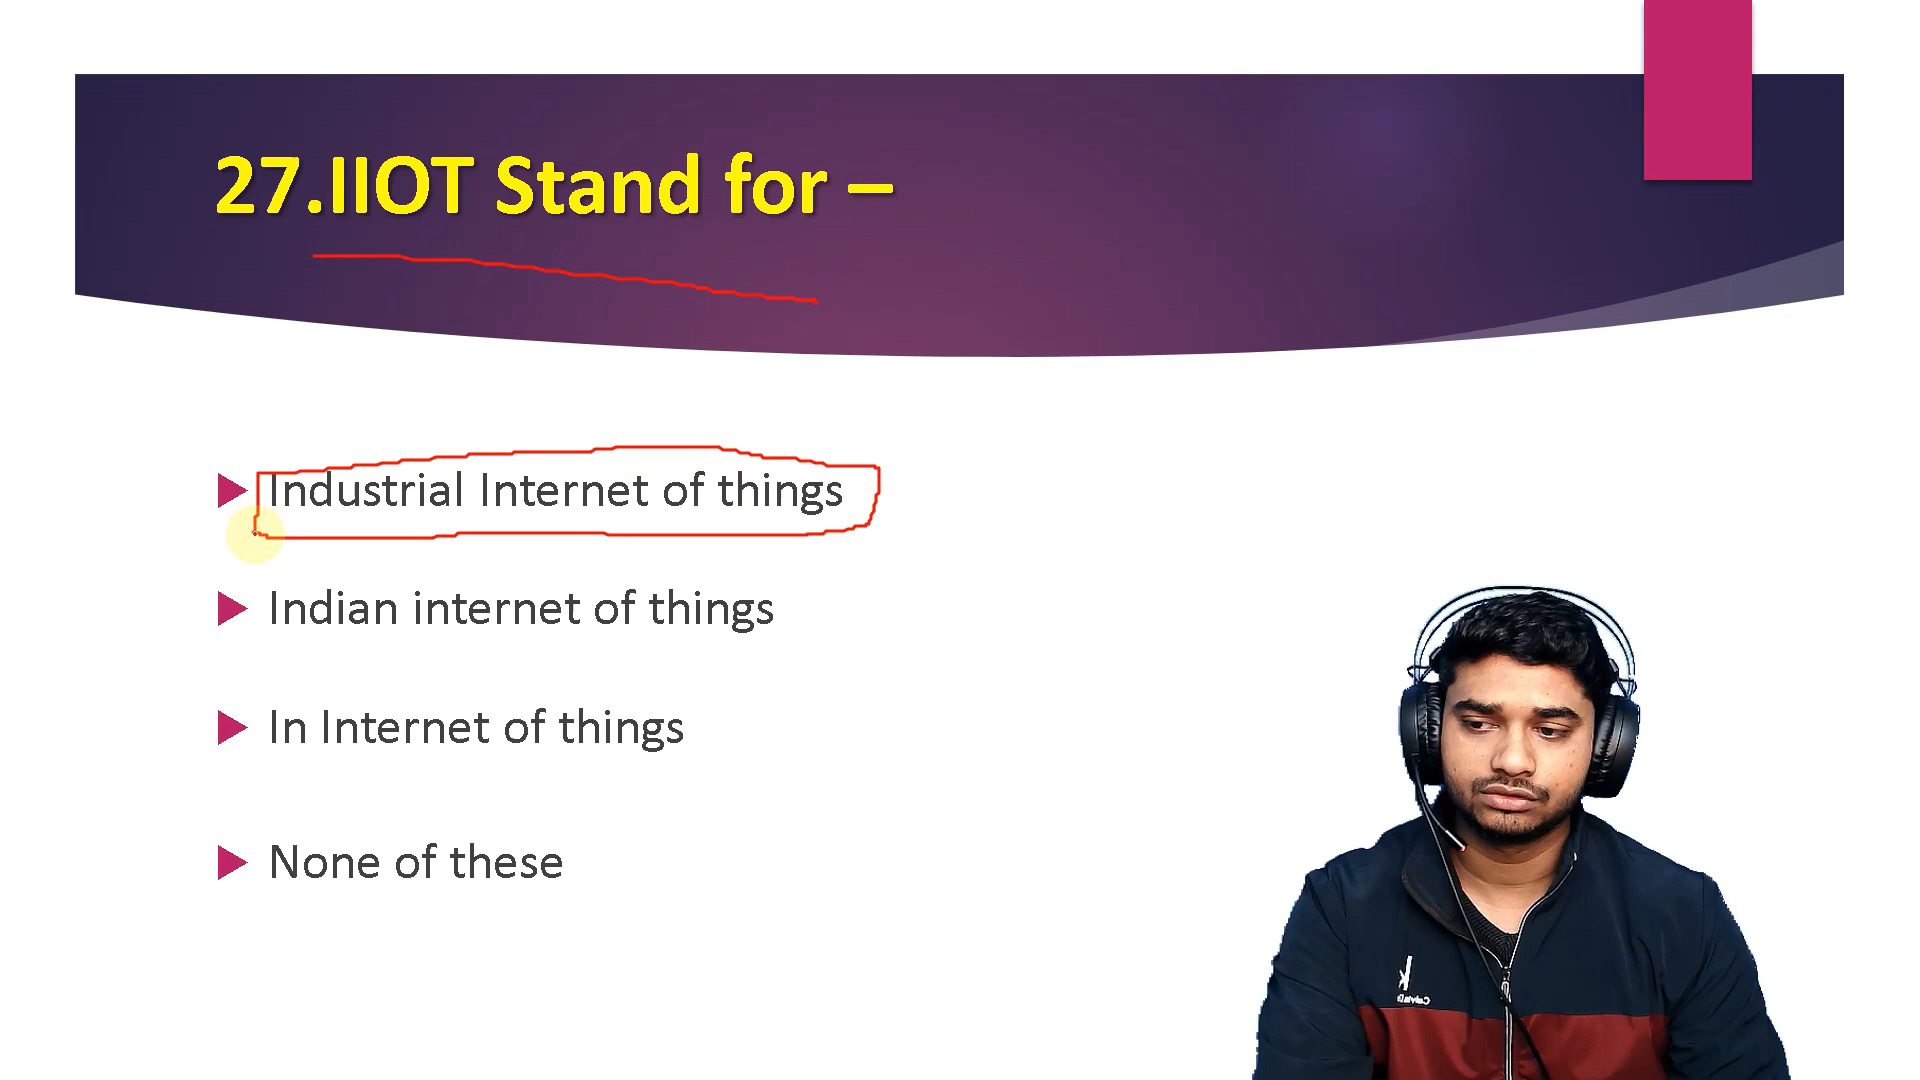 27.IIOT Stand for –
Industrial Internet of things
Indian internet of things
In Internet of things
None of these